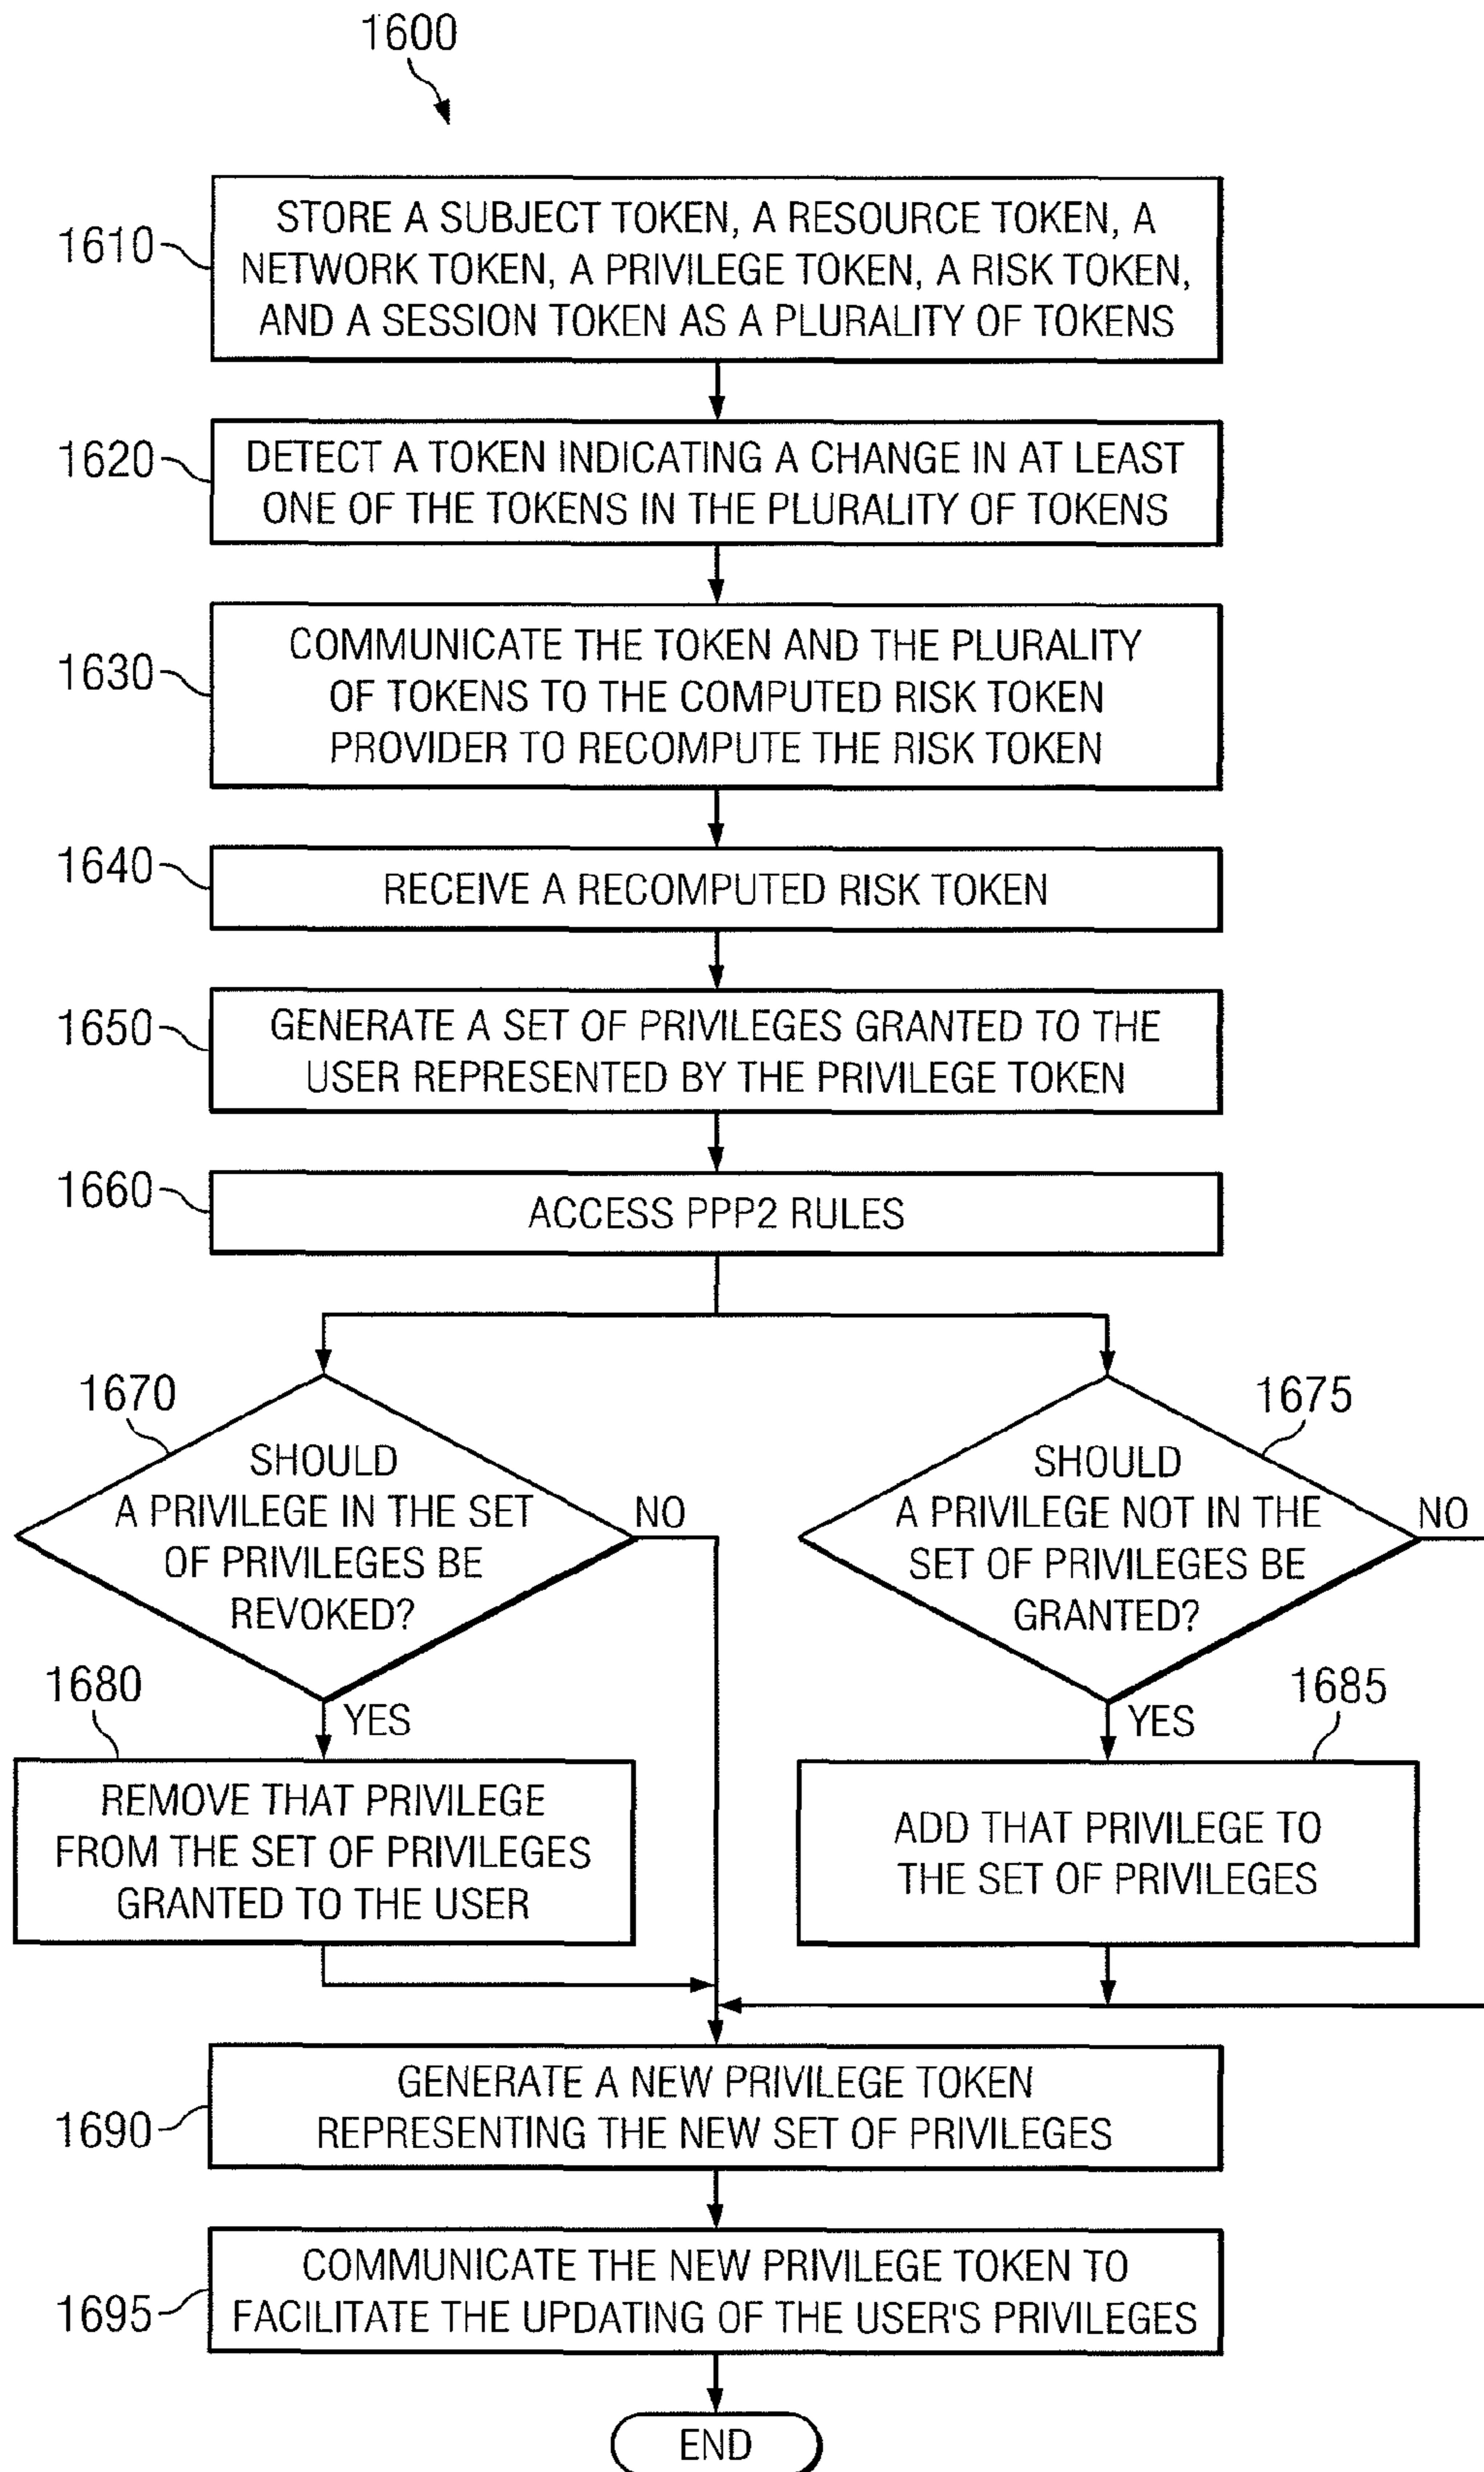 1600
1610
STORE A SUBJECT TOKEN, A RESOURCE TOKEN, A
NETWORK TOKEN, A PRIVILEGE TOKEN, A RISK TOKEN,
AND A SESSION TOKEN AS A PLURALITY OF TOKENS
1620
DETECT A TOKEN INDICATING A CHANGE IN AT LEAST
ONE OF THE TOKENS IN THE PLURALITY OF TOKENS
1630
COMMUNICATE THE TOKEN AND THE PLURALITY
OF TOKENS TO THE COMPUTED RISK TOKEN
PROVIDER TO RECOMPUTE THE RISK TOKEN
1640
RECEIVE A RECOMPUTED RISK TOKEN
1650
GENERATE A SET OF PRIVILEGES GRANTED TO THE
USER REPRESENTED BY THE PRIVILEGE TOKEN
1660
ACCESS PPP2 RULES
1670
SHOULD
A PRIVILEGE IN THE SET
OF PRIVILEGES BE
REVOKED?
NO
YES
1675
SHOULD
A PRIVILEGE NOT IN THE
SET OF PRIVILEGES BE
GRANTED?
NO
YES
1680
REMOVE THAT PRIVILEGE
FROM THE SET OF PRIVILEGES
GRANTED TO THE USER
1685
ADD THAT PRIVILEGE TO
THE SET OF PRIVILEGES
1690
GENERATE A NEW PRIVILEGE TOKEN
REPRESENTING THE NEW SET OF PRIVILEGES
1695
COMMUNICATE THE NEW PRIVILEGE TOKEN TO
FACILITATE THE UPDATING OF THE USER'S PRIVILEGES
END